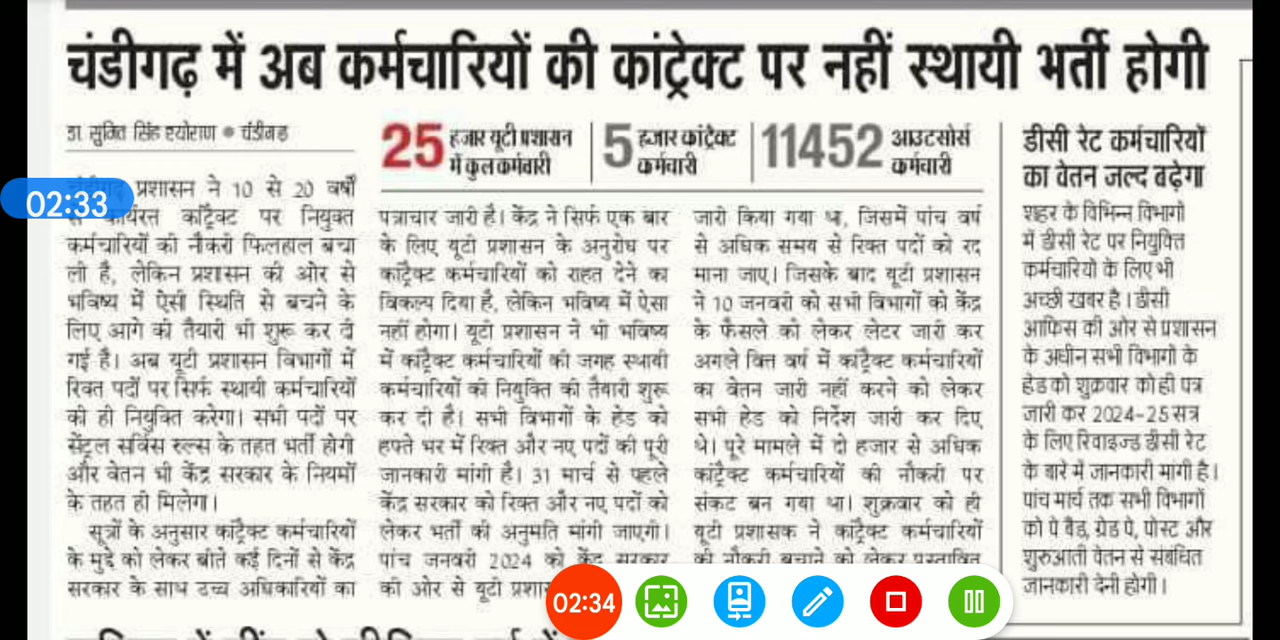 चंडीगढ़ में अब कर्मचारियों की कांट्रेक्ट पर नहीं स्थायी भर्ती होगी
डा सुमित सिंह श्योराण ● चंडीगढ़
25 हजार यूटी प्रशासन
में कुल कर्मचारी
5 हजार कांट्रेक्ट
कर्मचारी
11452 आउटसोर्स
कर्मचारी
प्रशासन ने 10 से 20 वर्षों
से कार्यरत कांट्रैक्ट पर नियुक्त
कर्मचारियों की नौकरी फिलहाल बचा
ली है, लेकिन प्रशासन की ओर से
भविष्य में ऐसी स्थिति से बचने के
लिए आगे की तैयारी भी शुरू कर दी
गई है। अब यूटी प्रशासन विभागों में
रिक्त पदों पर सिर्फ स्थायी कर्मचारियों
की ही नियुक्ति करेगा। सभी पदों पर
सेंट्रल सर्विस रुल्स के तहत भर्ती होगी
और वेतन भी केंद्र सरकार के नियमों
के तहत ही मिलेगा।
सूत्रों के अनुसार कांट्रैक्ट कर्मचारियों
के मुद्दे को लेकर बीते कई दिनों से केंद्र
सरकार के साथ उच्च अधिकारियों का
पत्राचार जारी है। केंद्र ने सिर्फ एक बार
के लिए यूटी प्रशासन के अनुरोध पर
कांट्रैक्ट कर्मचारियों को राहत देने का
विकल्प दिया है, लेकिन भविष्य में ऐसा
नहीं होगा। यूटी प्रशासन ने भी भविष्य
में कांट्रैक्ट कर्मचारियों की जगह स्थायी
कर्मचारियों की नियुक्ति की तैयारी शुरू
कर दी है। सभी विभागों के हेड को
हफ्ते भर में रिक्त और नए पदों की पूरी
जानकारी मांगी है। 31 मार्च से पहले
केंद्र सरकार को रिक्त और नए पदों को
लेकर भर्ती की अनुमति मांगी जाएगी।
पांच जनवरी 2024 को केंद्र सरकार
की ओर से यूटी
जारी किया गया था, जिसमें पांच वर्ष
से अधिक समय से रिक्त पदों को रद
माना जाए। जिसके बाद यूटी प्रशासन
ने 10 जनवरी को सभी विभागों को केंद्र
के फैसले को लेकर लेटर जारी कर
अगले वित्त वर्ष में कांट्रैक्ट कर्मचारियों
का वेतन जारी नहीं करने को लेकर
सभी हेड को निर्देश जारी कर दिए
थे। पूरे मामले में दो हजार से अधिक
कांट्रैक्ट कर्मचारियों की नौकरी पर
संकट बन गया था। शुक्रवार को ही
यूटी प्रशासक ने कांट्रैक्ट कर्मचारियों
की नौकरी बचाने को लेकर प्रस्तावित
डीसी रेट कर्मचारियों
का वेतन जल्द बढ़ेगा
शहर के विभिन्न विभागों
में डीसी रेट पर नियुक्ति
कर्मचारियों के लिए भी
अच्छी खबर है। डीसी
आफिस की ओर से प्रशासन
के अधीन सभी विभागों के
हेड को शुक्रवार को ही पत्र
जारी कर 2024-25 सत्र
के लिए रिवाइज्ड डीसी रेट
के बारे में जानकारी मांगी है।
पांच मार्च तक सभी विभागों
को पे बैंड, ग्रेड पे, पोस्ट और
शुरुआती वेतन से संबंधित
जानकारी देनी होगी।
02:33
02:34